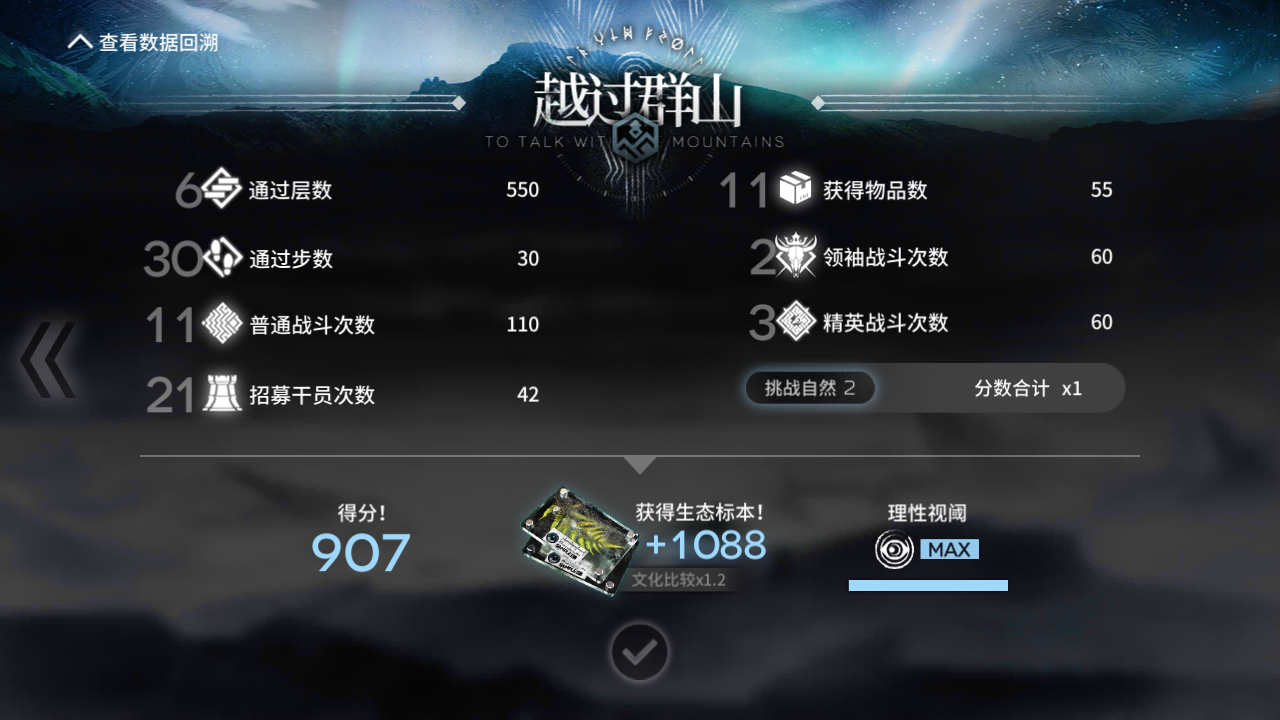 查看数据回溯
越过群山
TO TALK WIT MOUNTAINS
6 通过层数 550
11 获得物品数 55
30 通过步数 30
2 领袖战斗次数 60
11 普通战斗次数 110
3 精英战斗次数 60
21 招募干员次数 42
挑战自然 2 分数合计 x1
得分!
907
获得生态标本!
+1088
文化比较x1.2
理性视阈
MAX